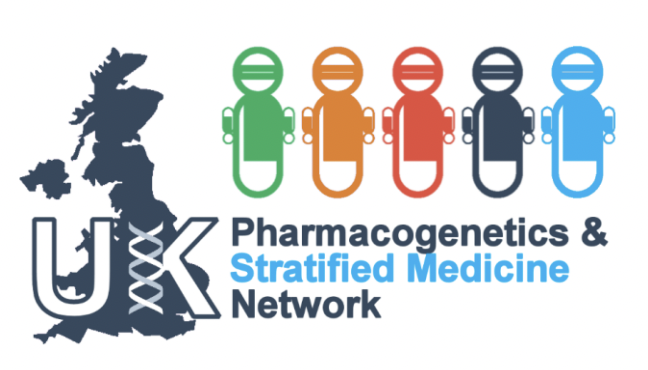 UK
Pharmacogenetics &
Stratified Medicine
Network